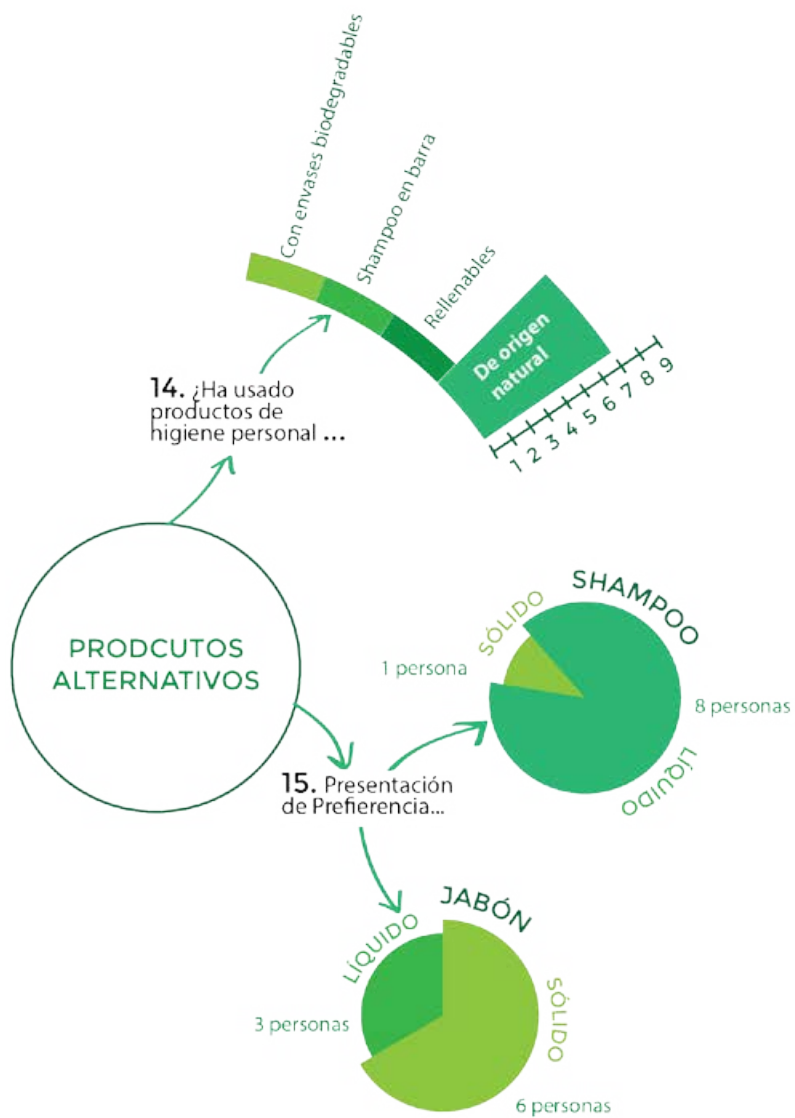 Con envases biodegradables
Shampoo en barra
Rellenables
De origen
natural
1 2 3 4 5 6 7 8 9
14. ¿Ha usado
productos de
higiene personal ...
PRODCUTOS
ALTERNATIVOS
SHAMPOO
SÓLIDO
1 persona
8 personas
LÍQUIDO
15. Presentación
de Prefierencia...
JABÓN
LÍQUIDO
SÓLIDO
3 personas
6 personas